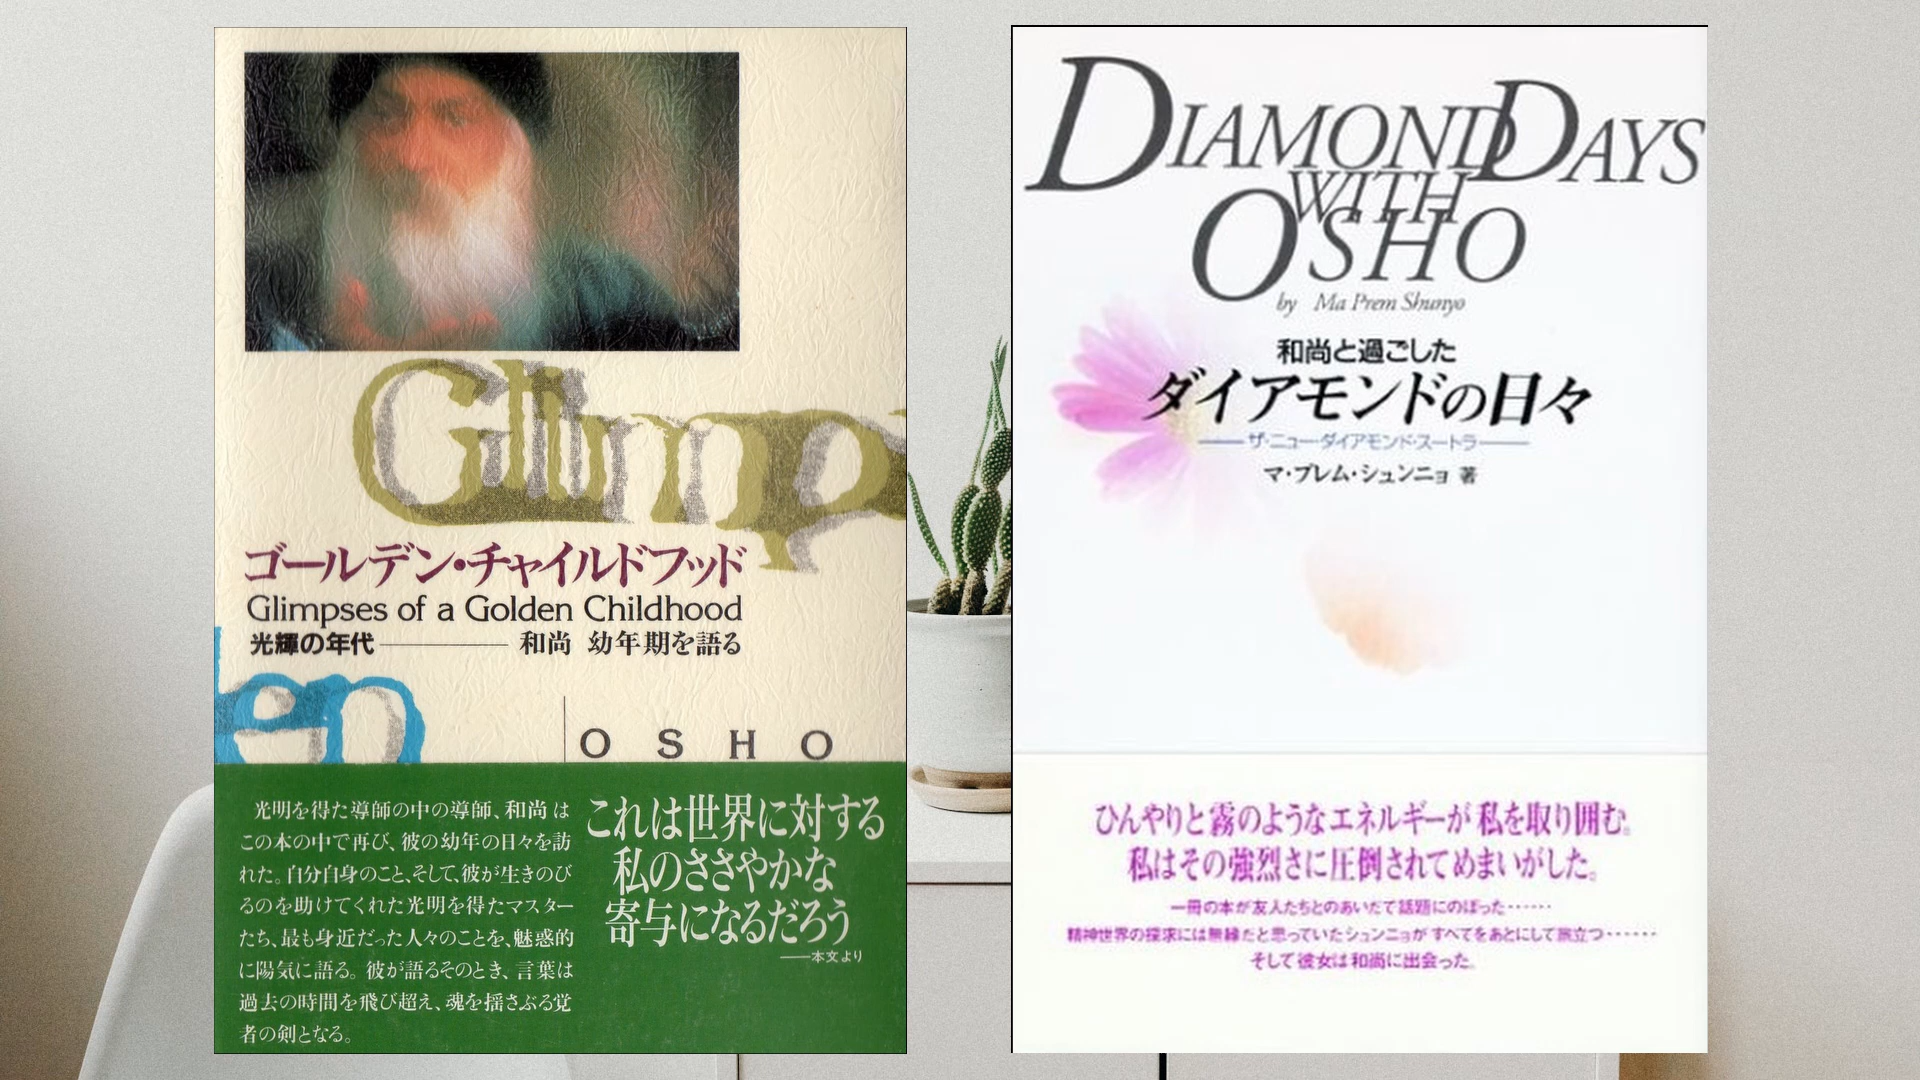 Glimp
ゴールデン・チャイルドフッド
Glimpses of a Golden Childhood
光輝の年代――和尚 幼年期を語る
en
OSHO
光明を得た導師の中の導師、和尚は
この本の中で再び、彼の幼年の日々を訪
れた。自分自身のこと、そして、彼が生きのび
るのを助けてくれた光明を得たマスター
たち、最も身近だった人々のことを、魅惑的
に陽気に語る。彼が語るそのとき、言葉は
過去の時間を飛び超え、魂を揺さぶる覚
者の剣となる。
これは世界に対する
私のささやかな
寄与になるだろう
――本文より
DIAMOND DAYS
WITH
OSHO
by Ma Prem Shunyo
和尚と過ごした
ダイアモンドの日々
――ザ・ニュー・ダイアモンド・スートラ――
マ・プレム・シュンニョ 著
ひんやりと霧のようなエネルギーが私を取り囲む。
私はその強烈さに圧倒されてめまいがした。
一冊の本が友人たちとのあいだで話題にのぼった……
精神世界の探求には無縁だと思っていたシュンニョが すべてをあとにして旅立つ……
そして彼女は和尚に出会った。